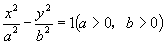 x²/a² − y²/b² = 1(a > 0, b > 0)